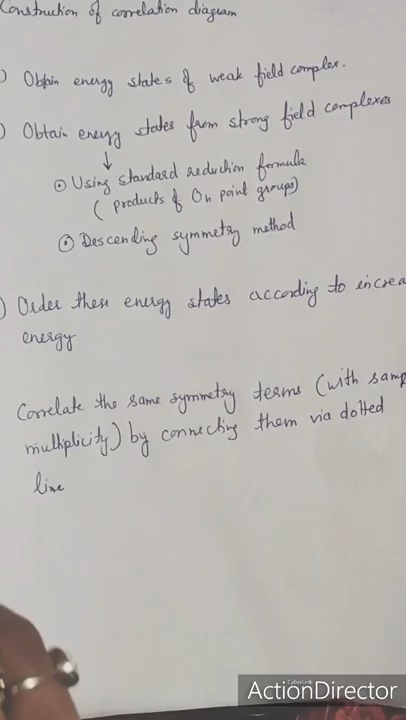 Construction of correlation diagram
) Obtain energy states of weak field complex.
) Obtain energy states from strong field complexes
↓
⊙ Using standard reduction formula
( products of Oh point groups)
⊙ Descending symmetry method
) Order these energy states according to increa
energy
Correlate the same symmetry terms (with sam
multiplicity) by connecting them via dotted
line
CyberLink
ActionDirector